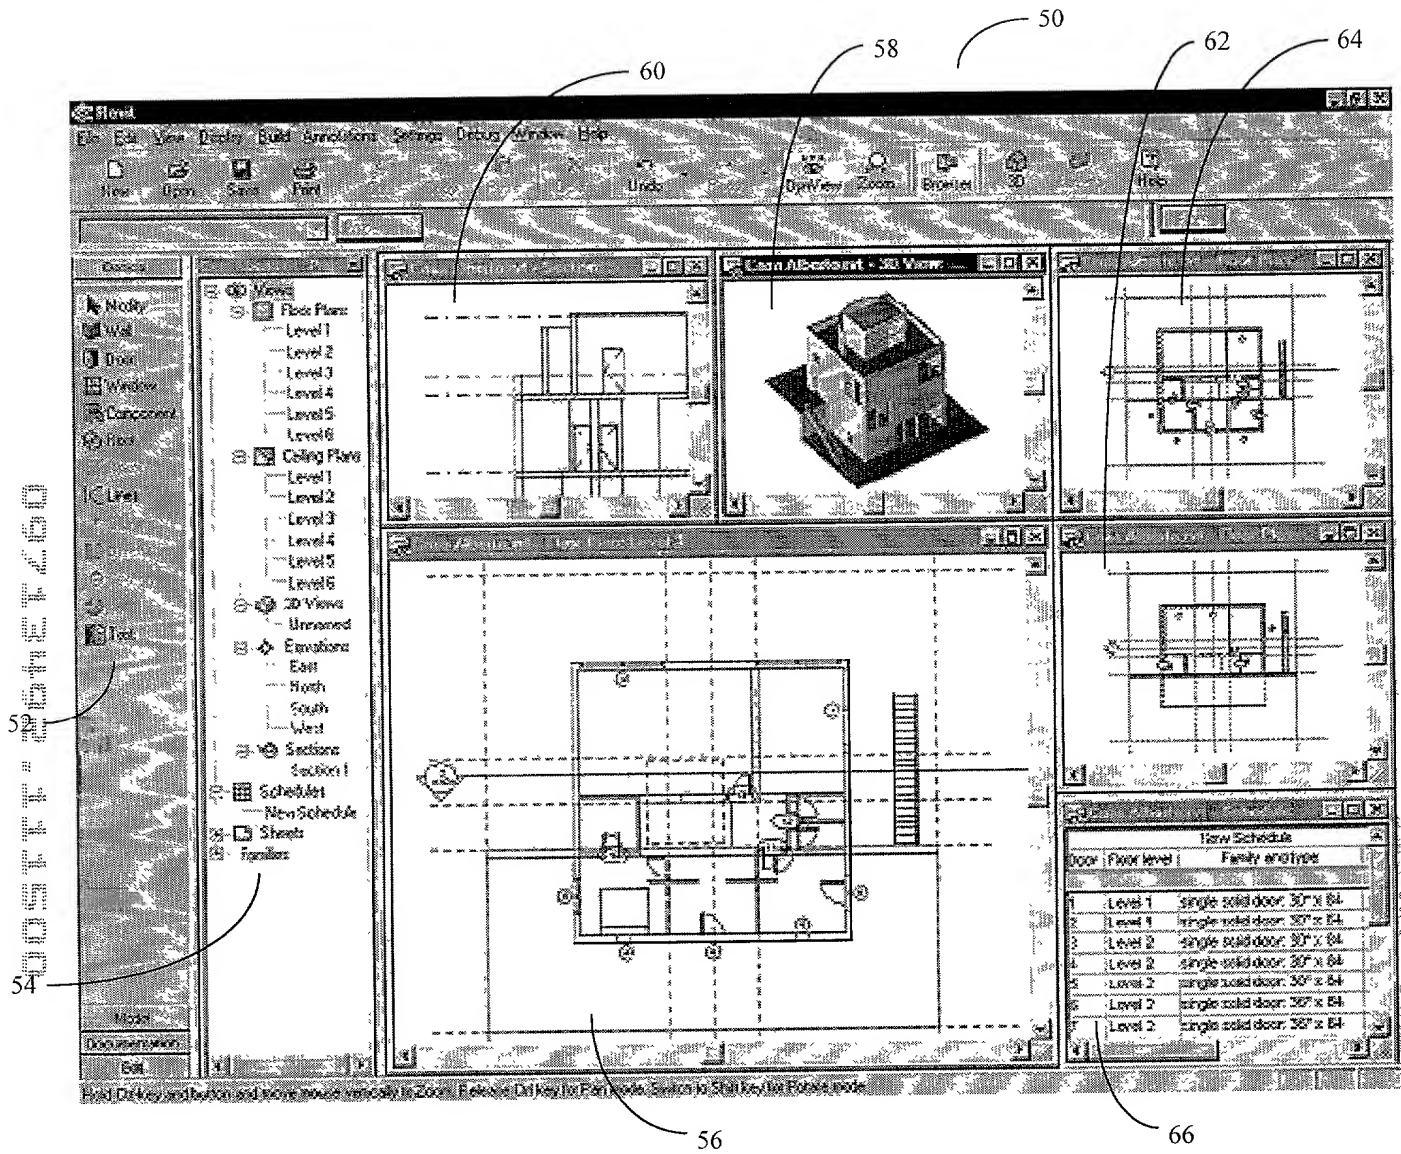 50
60
58
62
64
Revit
File Edit View Display Build Annotations Settings Debug Window Help
New Open Save Print Undo DynView Zoom Browser 3D Help
Basics
Modify
Wall
Door
Window
Component
Lines
Tool
Model
Documentation
Views
Floor Plans
Level 1
Level 2
Level 3
Level 4
Level 5
Level 6
Ceiling Plans
Level 1
Level 2
Level 3
Level 4
Level 5
Level 6
3D Views
Unnamed
Elevations
East
North
South
West
Sections
Section 1
Schedules
New Schedule
Sheets
Families
3D View:
New Schedule
Door Floor level Family and type
1 Level 1 single solid door: 30" x 84
2 Level 1 single solid door: 30" x 84
3 Level 2 single solid door: 30" x 84
4 Level 2 single solid door: 30" x 84
5 Level 2 single solid door: 36" x 84
6 Level 2 single solid door: 36" x 84
7 Level 2 single solid door: 36" x 84
Hold Ctrl-key and button and move mouse vertically to Zoom. Release Ctrl key for Pan mode. Switch to Shift key for Rotate mode
52
54
56
66